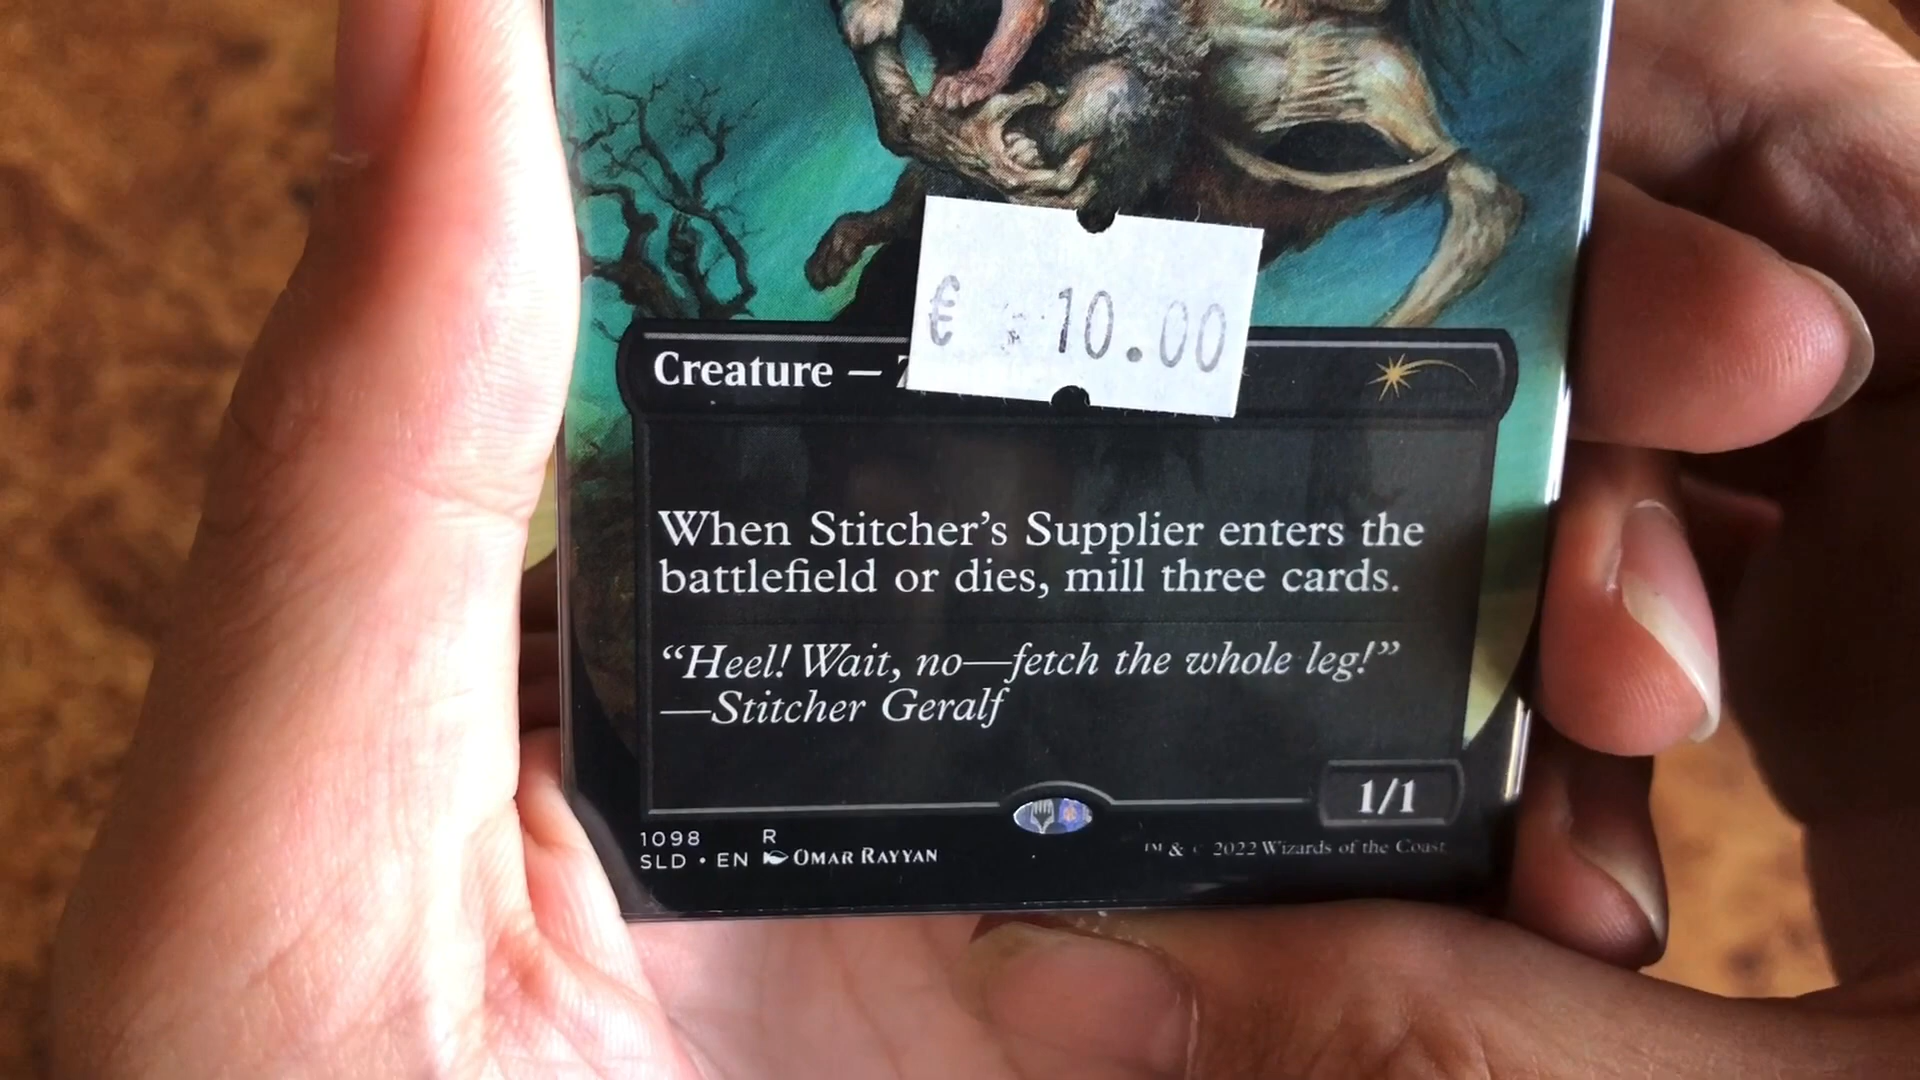 € 10.00
Creature —
When Stitcher's Supplier enters the
battlefield or dies, mill three cards.
"Heel! Wait, no—fetch the whole leg!"
—Stitcher Geralf
1/1
1098 R
SLD • EN OMAR RAYYAN
™ & © 2022 Wizards of the Coast